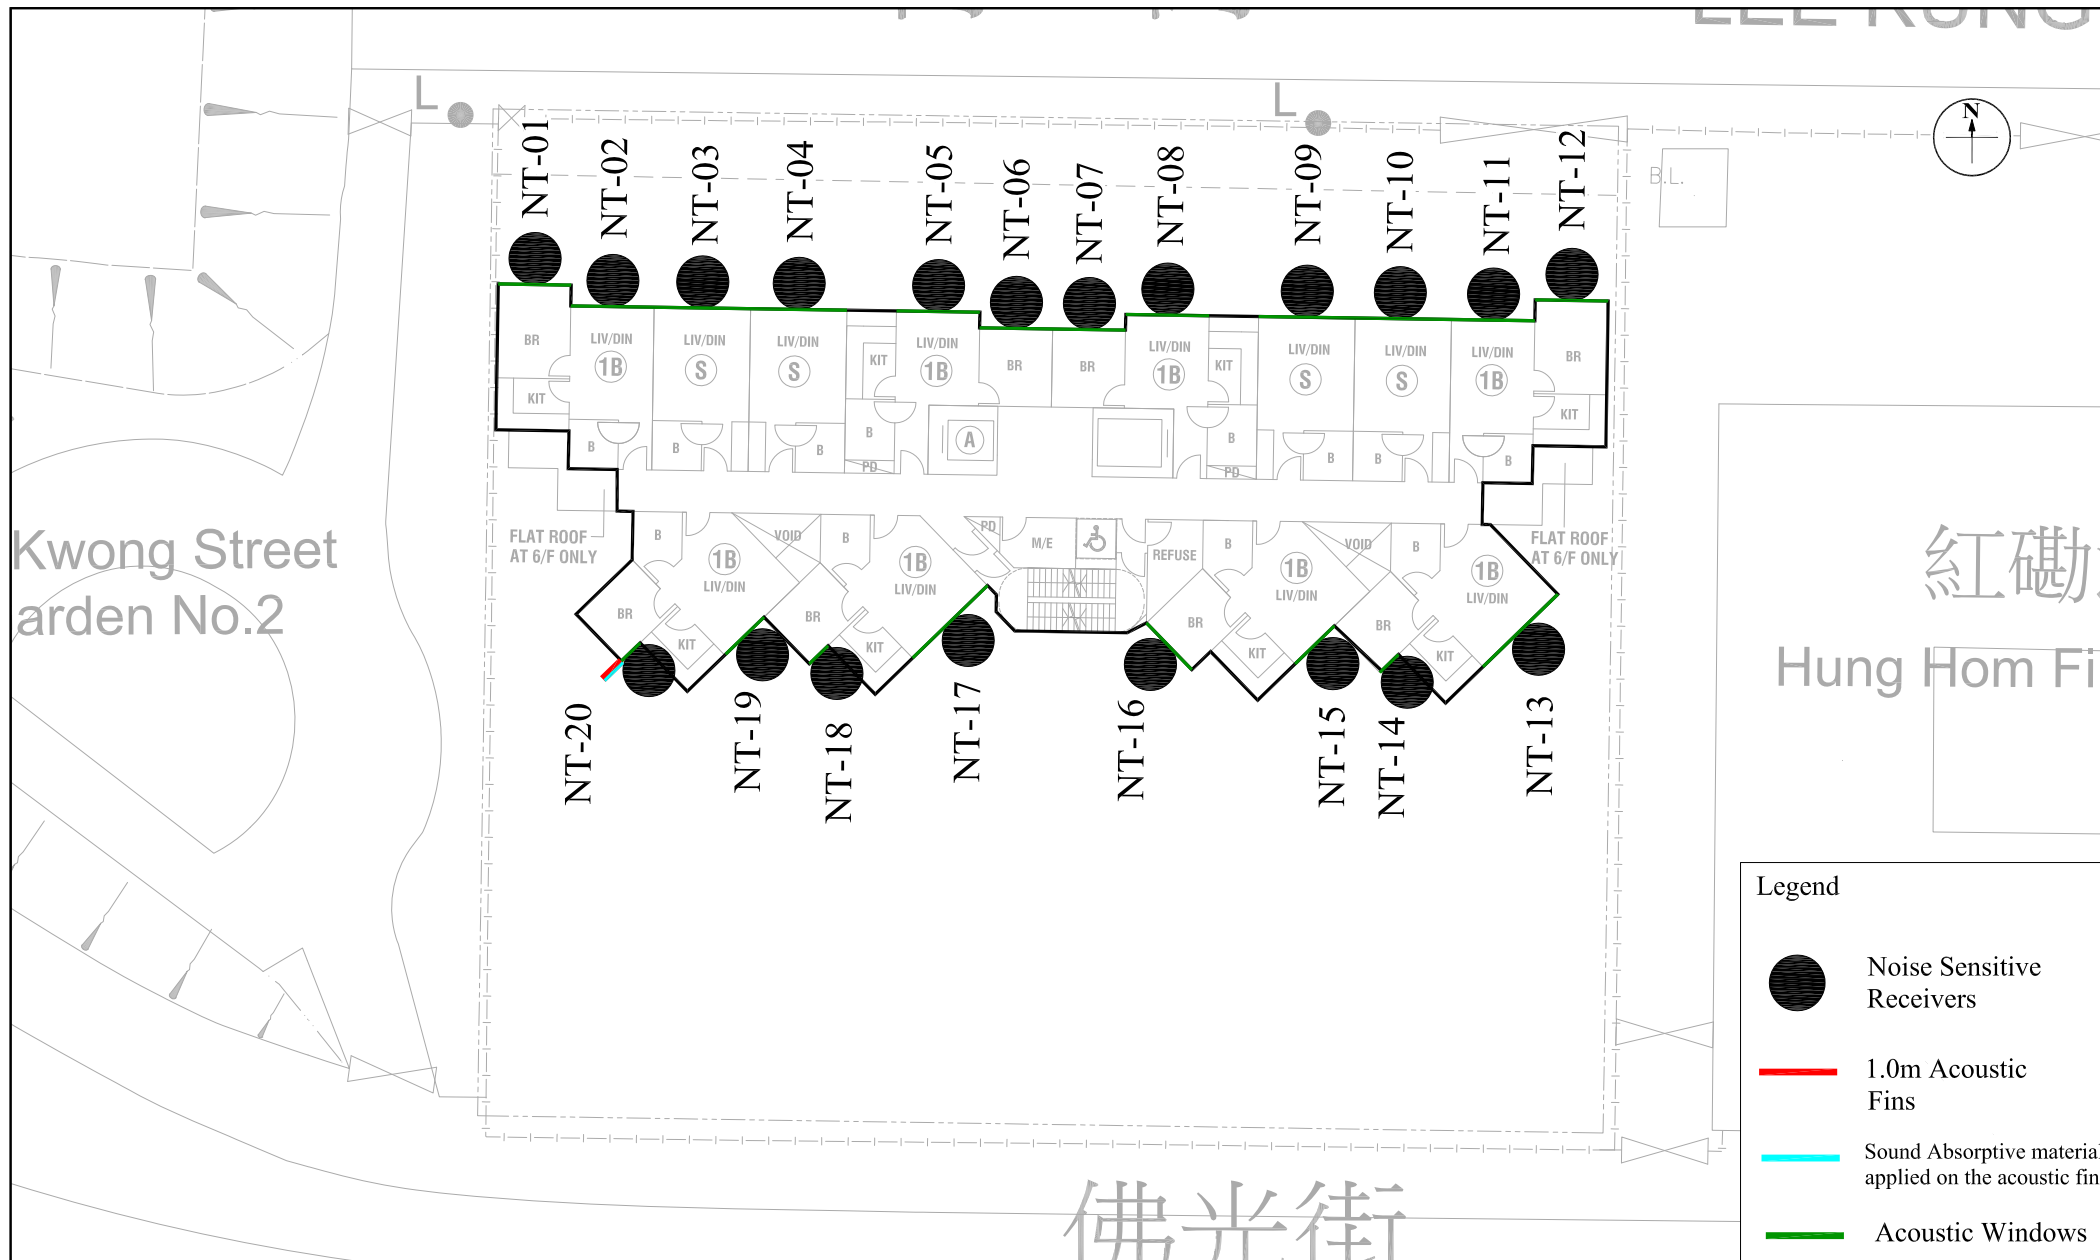 LEE KUNG
L
L
N
NT-01
NT-02
NT-03
NT-04
NT-05
NT-06
NT-07
NT-08
NT-09
NT-10
NT-11
NT-12
B.L.
BR
LIV/DIN
1B
LIV/DIN
S
LIV/DIN
S
KIT
LIV/DIN
1B
BR
BR
LIV/DIN
1B
KIT
LIV/DIN
S
LIV/DIN
S
LIV/DIN
1B
BR
KIT
KIT
B
B
B
B
PD
A
B
PD
B
B
B
FLAT ROOF
AT 6/F ONLY
B
VOID
B
PD
M/E
REFUSE
B
VOID
B
FLAT ROOF
AT 6/F ONLY
1B
LIV/DIN
1B
LIV/DIN
1B
LIV/DIN
1B
LIV/DIN
BR
KIT
BR
KIT
BR
KIT
BR
KIT
Kwong Street
arden No.2
紅磡
Hung Hom Fi
NT-20
NT-19
NT-18
NT-17
NT-16
NT-15
NT-14
NT-13
Legend
Noise Sensitive
Receivers
1.0m Acoustic
Fins
Sound Absorptive material
applied on the acoustic fin
Acoustic Windows
佛光街